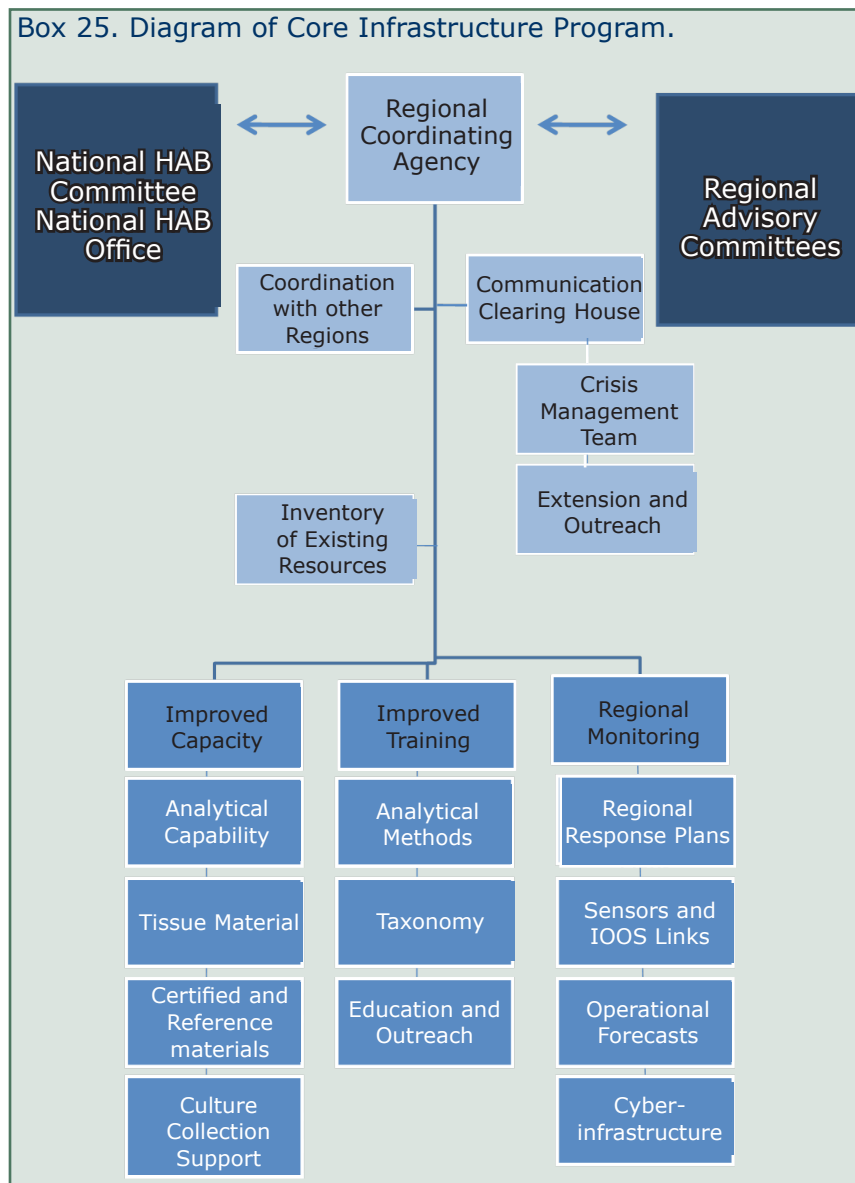 Box 25. Diagram of Core Infrastructure Program.
National HAB
Committee
National HAB
Office
Regional
Coordinating
Agency
Regional
Advisory
Committees
Coordination
with other
Regions
Communication
Clearing House
Crisis
Management
Team
Extension and
Outreach
Inventory
of Existing
Resources
Improved
Capacity
Analytical
Capability
Tissue Material
Certified and
Reference
materials
Culture
Collection
Support
Improved
Training
Analytical
Methods
Taxonomy
Education and
Outreach
Regional
Monitoring
Regional
Response Plans
Sensors and
IOOS Links
Operational
Forecasts
Cyber-
infrastructure